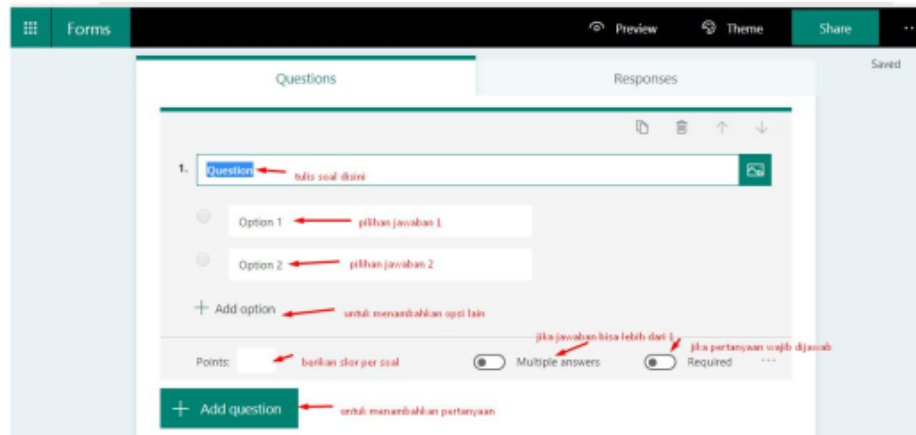 Forms Preview Theme Share ...
Saved
Questions Responses
1. Question tulis soal disini
Option 1 pilihan jawaban 1
Option 2 pilihan jawaban 2
+ Add option untuk menambahkan opsi lain
jika jawaban bisa lebih dari 1
jika pertanyaan wajib dijawab
Points: berikan skor per soal Multiple answers Required ...
+ Add question untuk menambahkan pertanyaan